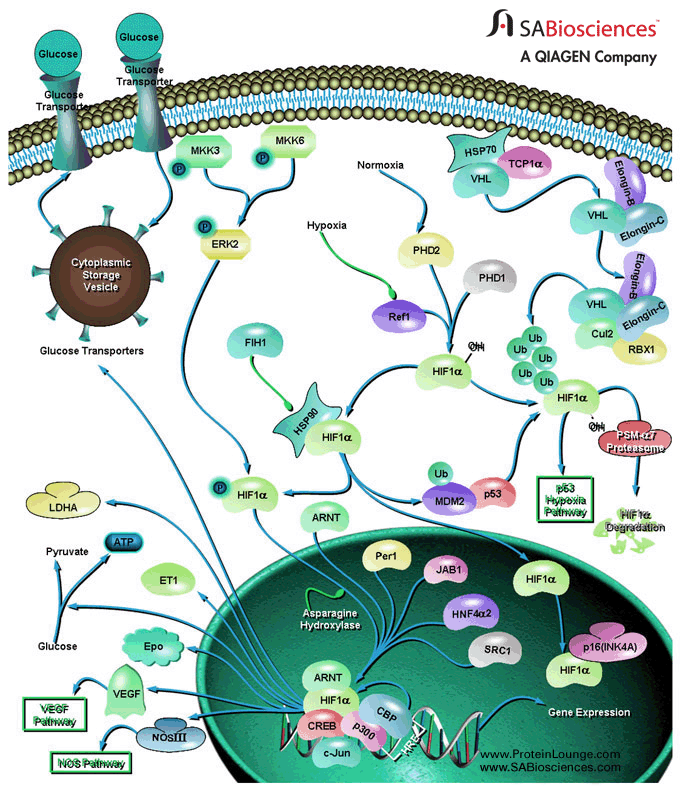 SABiosciences™
A QIAGEN Company
Glucose
Glucose
Glucose
Transporter
Glucose
Transporter
MKK3
P
MKK6
P
Normoxia
HSP70
TCP1α
VHL
Elongin-B
VHL
Elongin-C
P
ERK2
Hypoxia
PHD2
PHD1
Elongin-B
VHL
Elongin-C
Cul2
RBX1
Cytoplasmic
Storage
Vesicle
Glucose Transporters
Ref1
FIH1
HIF1α
OH
Ub
Ub
Ub
Ub
Ub
HIF1α
OH
HSP90
HIF1α
PSM-α7
Proteasome
P
HIF1α
Ub
MDM2
p53
p53
Hypoxia
Pathway
HIF1α
Degradation
LDHA
ARNT
Pyruvate
ATP
ET1
Per1
JAB1
HIF1α
Asparagine
Hydroxylase
HNF4α2
Glucose
Epo
SRC1
p16(INK4A)
HIF1α
ARNT
HIF1α
VEGF
VEGF
Pathway
CREB
p300
CBP
HRE
Gene Expression
NOSIII
c-Jun
NOS Pathway
www.ProteinLounge.com
www.SABiosciences.com